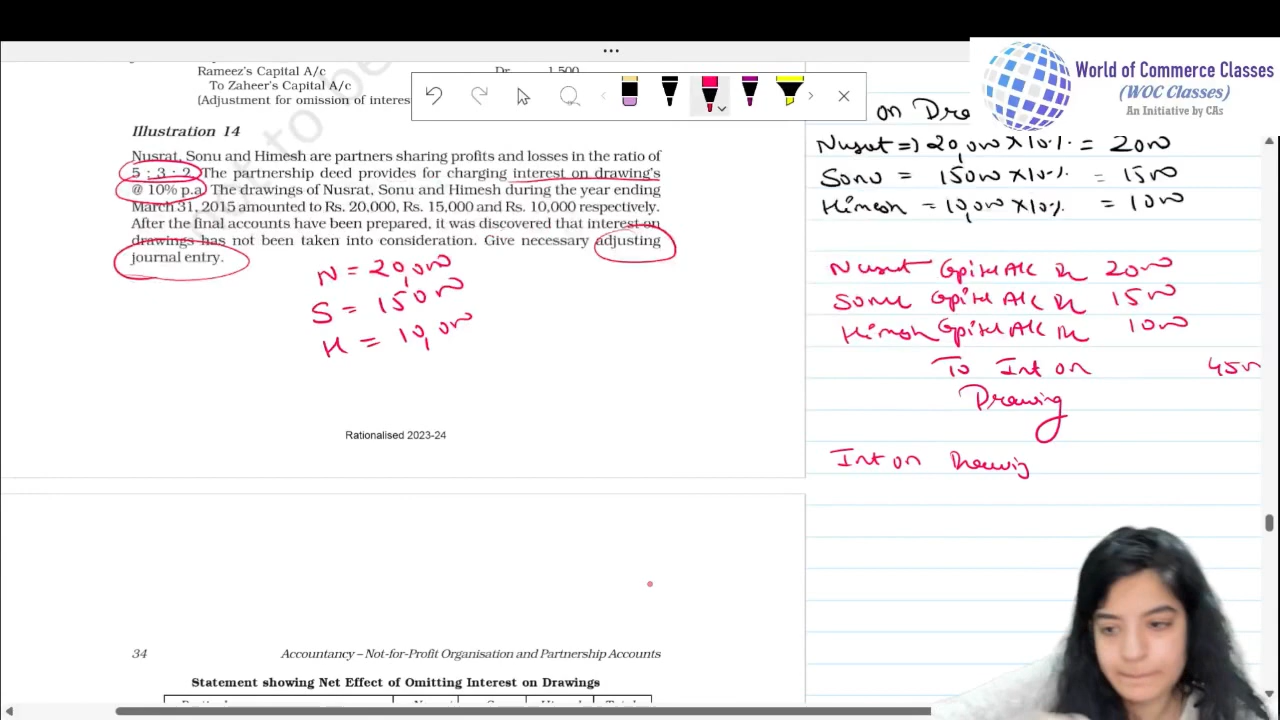 Rameez's Capital A/c Dr. 1,500
To Zaheer's Capital A/c
(Adjustment for omission of interes
Illustration 14
Nusrat, Sonu and Himesh are partners sharing profits and losses in the ratio of
5 : 3 : 2. The partnership deed provides for charging interest on drawing's
@ 10% p.a. The drawings of Nusrat, Sonu and Himesh during the year ending
March 31, 2015 amounted to Rs. 20,000, Rs. 15,000 and Rs. 10,000 respectively.
After the final accounts have been prepared, it was discovered that interest on
drawings has not been taken into consideration. Give necessary adjusting
journal entry.
N = 20,000
S = 15000
H = 10,000
Rationalised 2023-24
34 Accountancy – Not-for-Profit Organisation and Partnership Accounts
Statement showing Net Effect of Omitting Interest on Drawings
World of Commerce Classes
(WOC Classes)
An Initiative by CAs
on Dra
Nusrat => 20,000 x 10% = 2000
Sonu = 15000 x 10% = 1500
Himesh = 10,000 x 10% = 1000
Nusrat Capital A/c Dr 2000
Sonu Capital A/c Dr 1500
Himesh Capital A/c Dr 1000
To Int on 450
Drawing
Int on Drawig